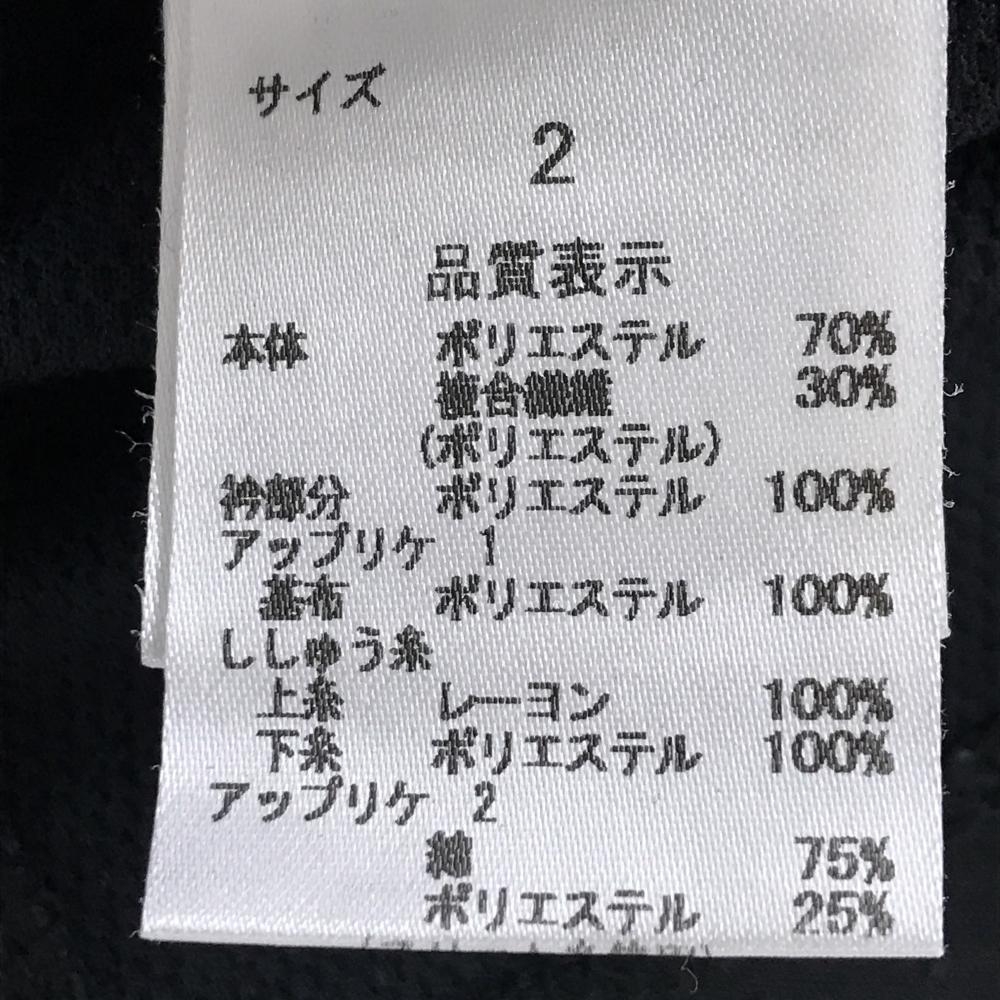 サイズ
2
品質表示
本体 ポリエステル 70%
複合繊維 30%
(ポリエステル)
衿部分 ポリエステル 100%
アップリケ 1
基布 ポリエステル 100%
ししゅう糸
上糸 レーヨン 100%
下糸 ポリエステル 100%
アップリケ 2
綿 75%
ポリエステル 25%